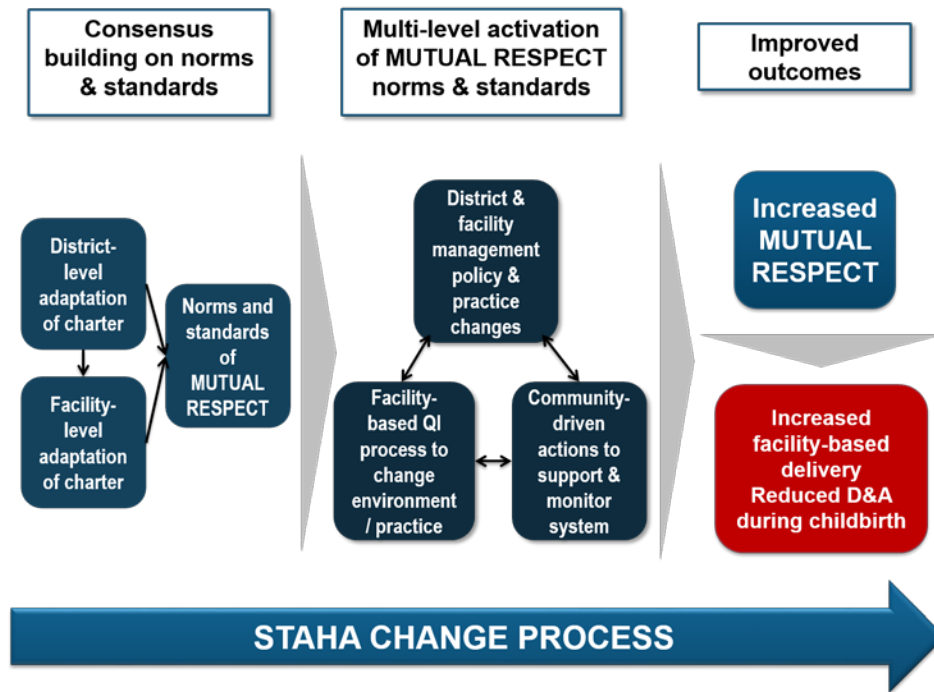 Consensus
building on norms
& standards
Multi-level activation
of MUTUAL RESPECT
norms & standards
Improved
outcomes
District-
level
adaptation
of charter
Facility-
level
adaptation
of charter
Norms and
standards
of
MUTUAL
RESPECT
District &
facility
management
policy &
practice
changes
Facility-
based QI
process to
change
environment
/ practice
Community-
driven
actions to
support &
monitor
system
Increased
MUTUAL
RESPECT
Increased
facility-based
delivery
Reduced D&A
during childbirth
STAHA CHANGE PROCESS